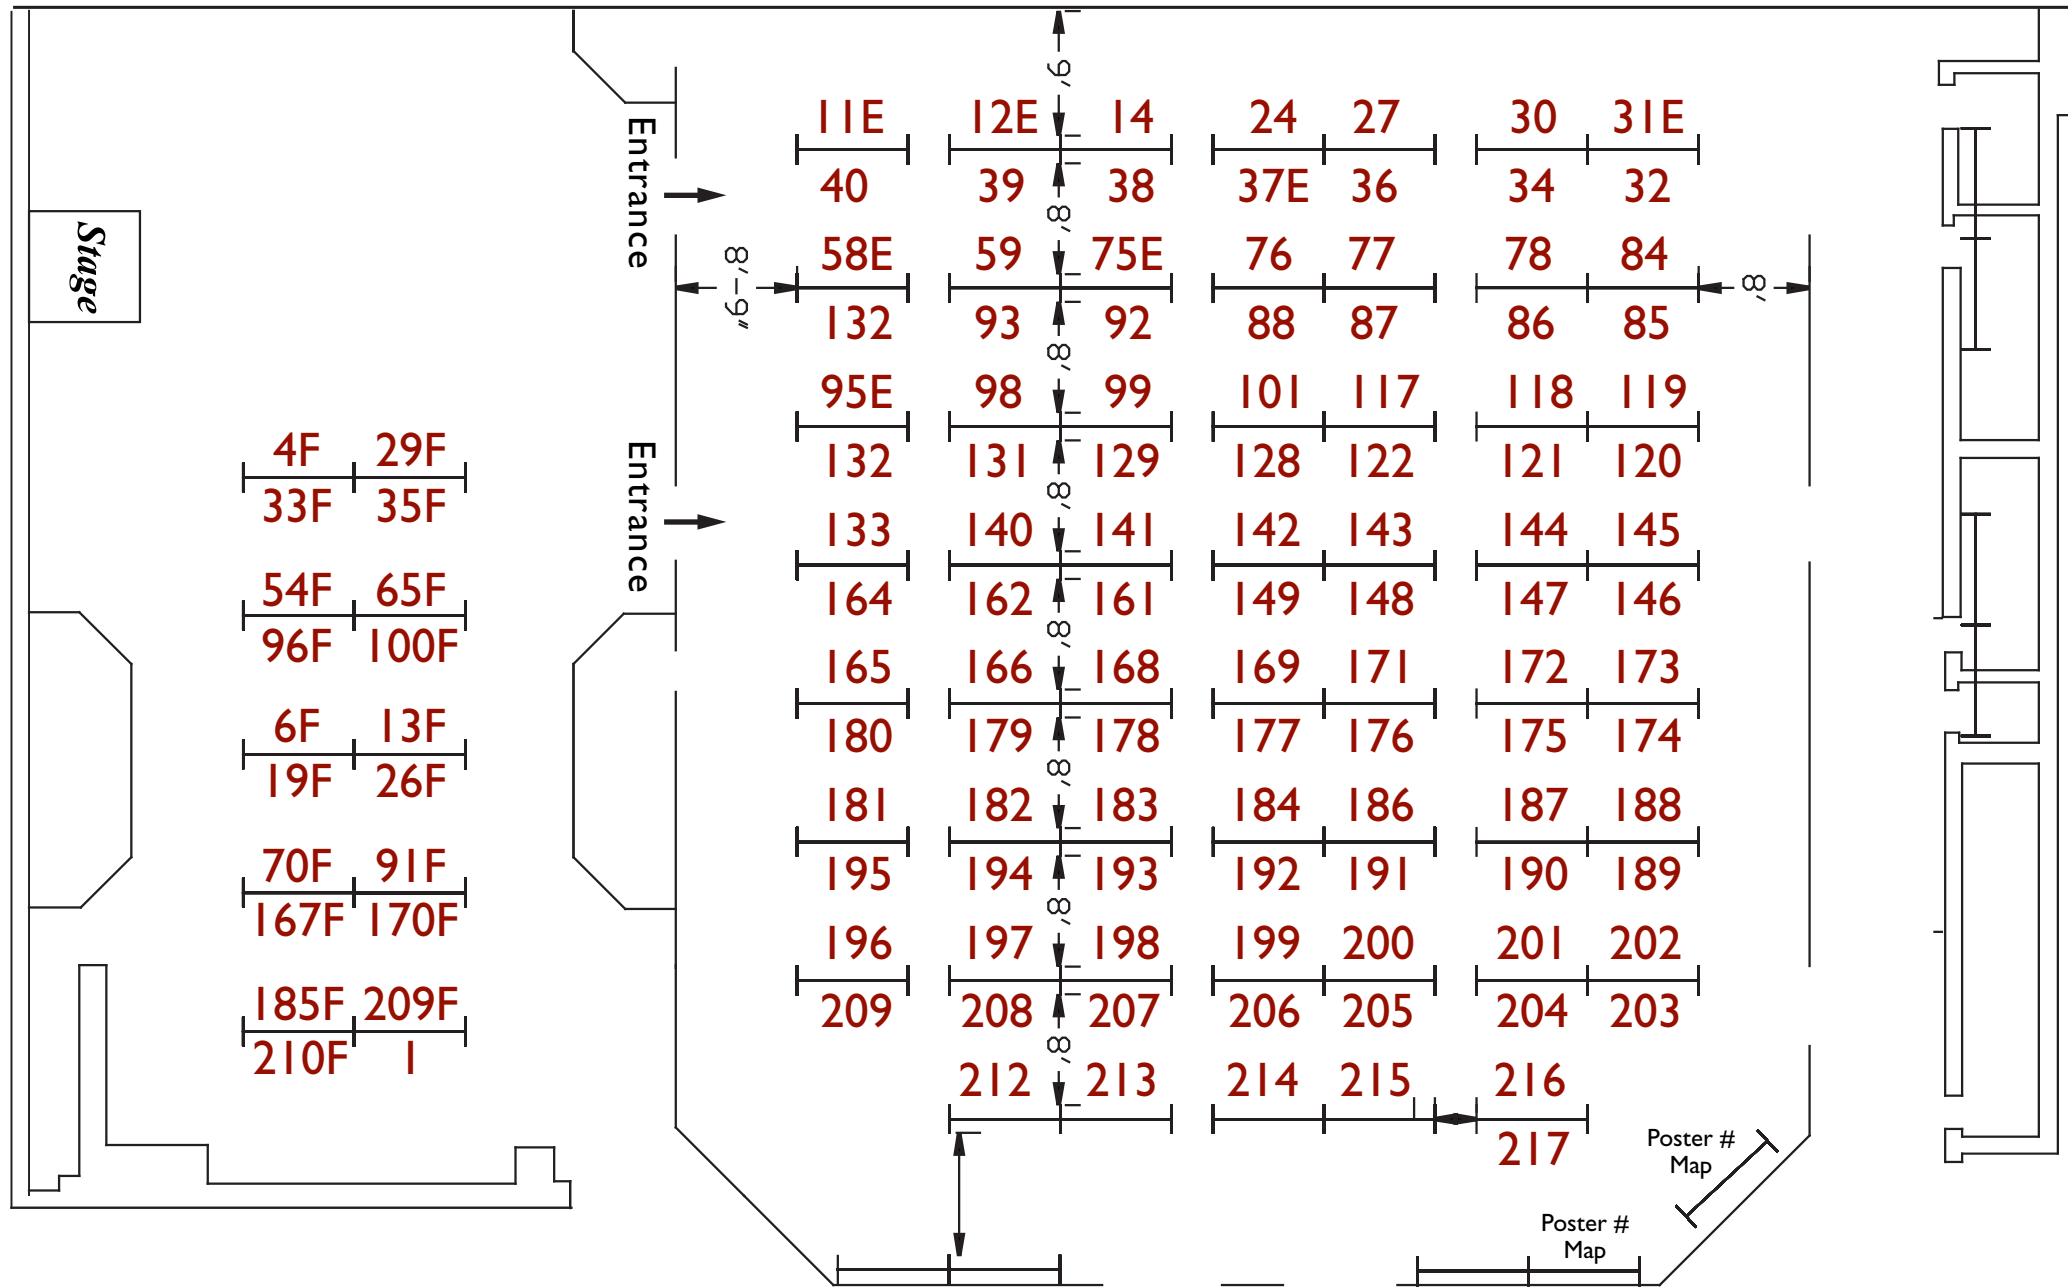 9'
11E 12E 14 24 27 30 31E
Entrance
40 39 38 37E 36 34 32
8'
Stage
58E 59 75E 76 77 78 84
8'-9"
8'
132 93 92 88 87 86 85
8'
95E 98 99 101 117 118 119
4F 29F
Entrance
132 131 129 128 122 121 120
8'
33F 35F
133 140 141 142 143 144 145
54F 65F
164 162 161 149 148 147 146
8'
96F 100F
165 166 168 169 171 172 173
6F 13F
180 179 178 177 176 175 174
8'
19F 26F
181 182 183 184 186 187 188
70F 91F
195 194 193 192 191 190 189
8'
167F 170F
196 197 198 199 200 201 202
185F 209F
209 208 207 206 205 204 203
8'
210F 1
212 213 214 215 216
217
Poster #
Map
Poster #
Map